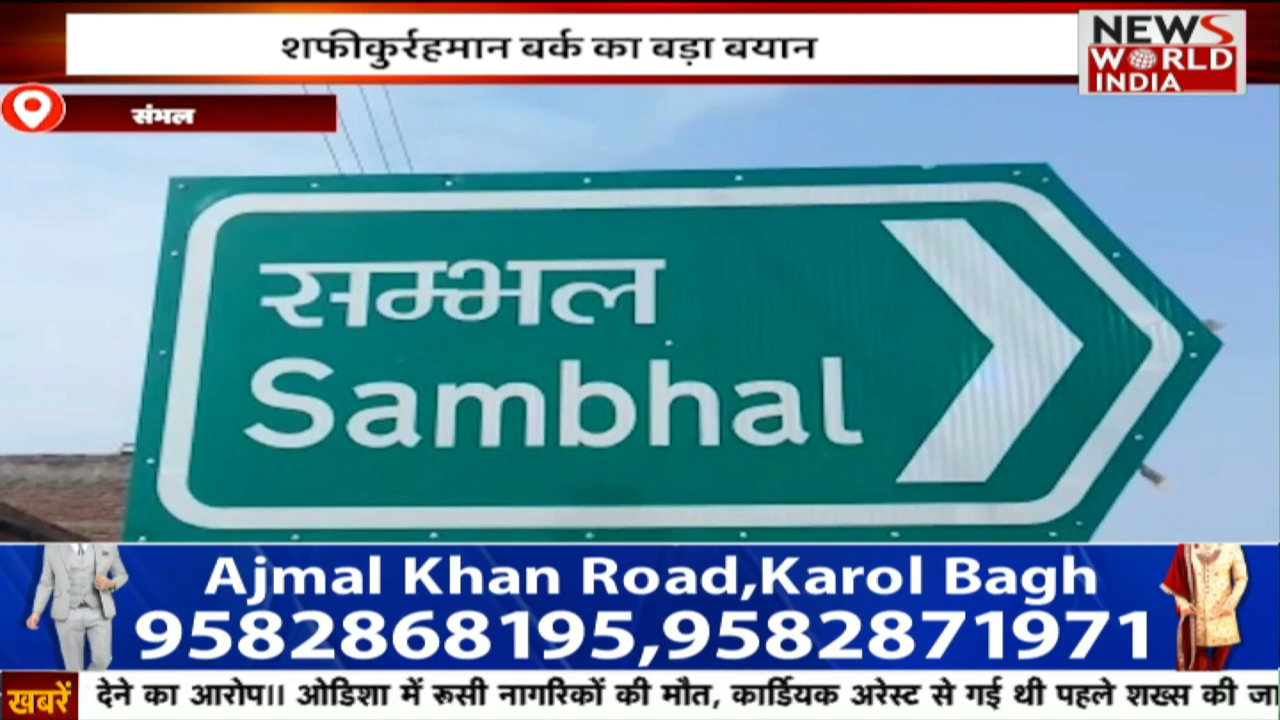 शफीकुर्रहमान बर्क का बड़ा बयान
NEWS
WORLD
INDIA
संभल
सम्भल
Sambhal
Ajmal Khan Road,Karol Bagh
9582868195,9582871971
खबरें
देने का आरोप।। ओडिशा में रूसी नागरिकों की मौत, कार्डियक अरेस्ट से गई थी पहले शख्स की जा